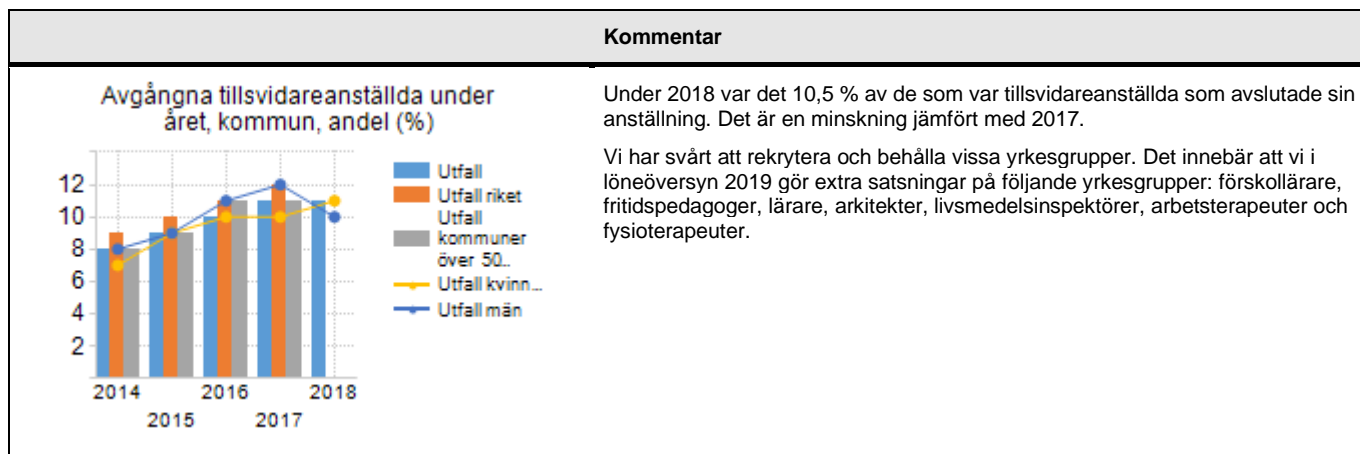 Kommentar
Avgångna tillsvidareanställda under
året, kommun, andel (%)
12
10
8
6
4
2
2014
2015
2016
2017
2018
Utfall
Utfall riket
Utfall
kommuner
över 50..
Utfall kvinn...
Utfall män
Under 2018 var det 10,5 % av de som var tillsvidareanställda som avslutade sin
anställning. Det är en minskning jämfört med 2017.
Vi har svårt att rekrytera och behålla vissa yrkesgrupper. Det innebär att vi i
löneöversyn 2019 gör extra satsningar på följande yrkesgrupper: förskollärare,
fritidspedagoger, lärare, arkitekter, livsmedelsinspektörer, arbetsterapeuter och
fysioterapeuter.